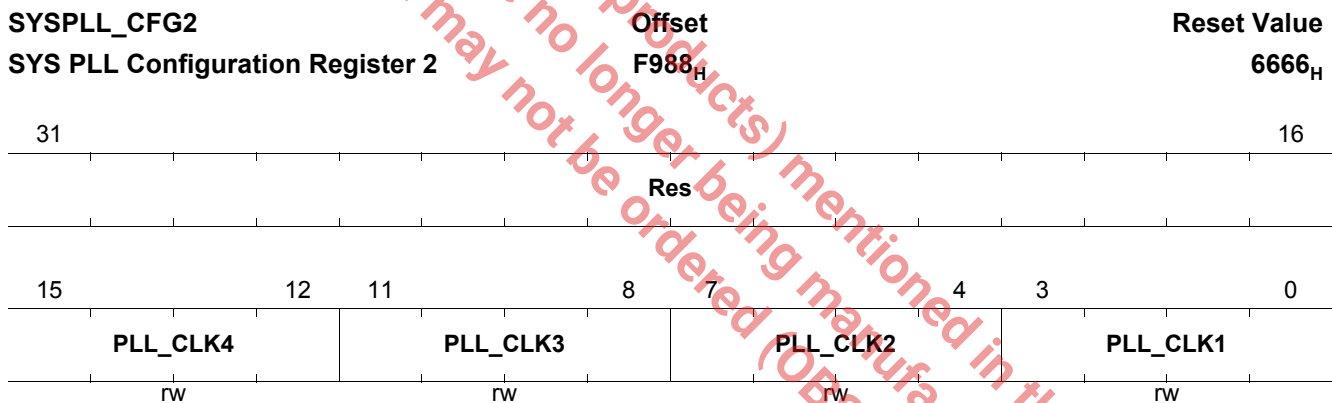 SYSPLL_CFG2 Offset Reset Value
SYS PLL Configuration Register 2 F988H 6666H
31 16
Res
15 12 11 8 7 4 3 0
PLL_CLK4 PLL_CLK3 PLL_CLK2 PLL_CLK1
rw rw rw rw
products) mentioned in th
no longer being manufa
may not be ordered (OBs